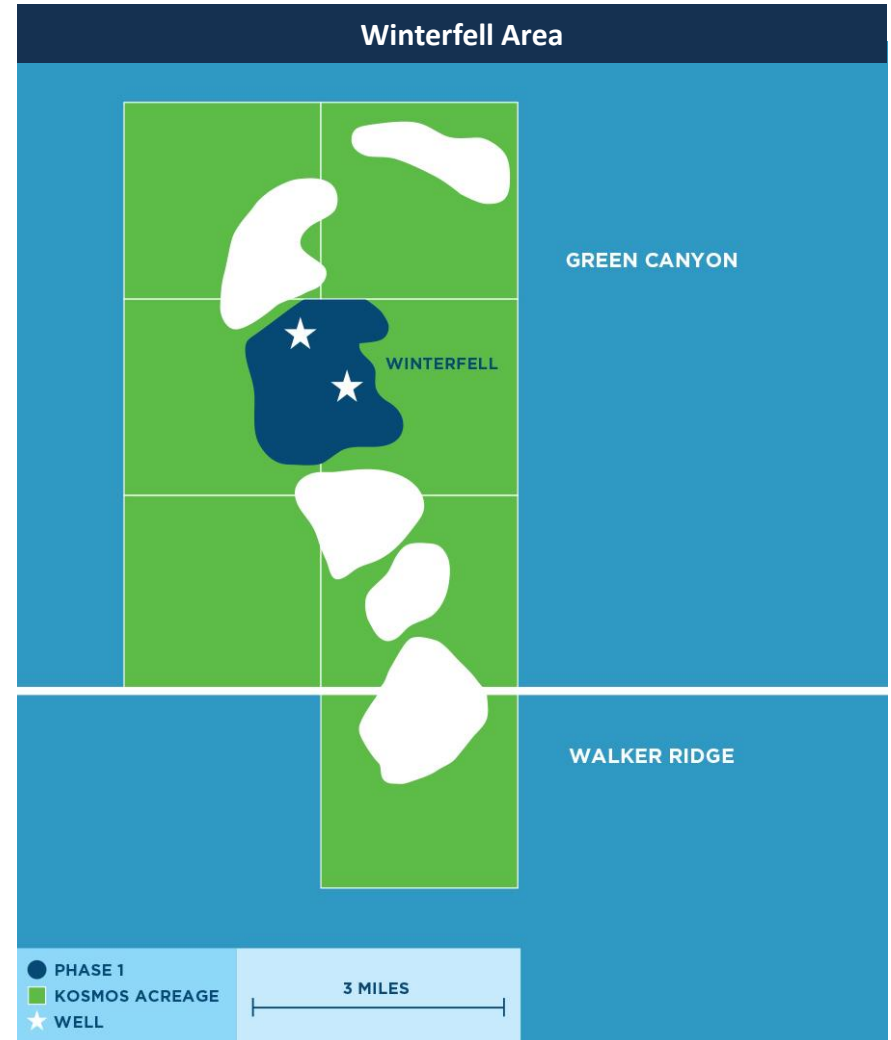 Winterfell Area
GREEN CANYON
WINTERFELL
WALKER RIDGE
PHASE 1
KOSMOS ACREAGE
WELL
3 MILES